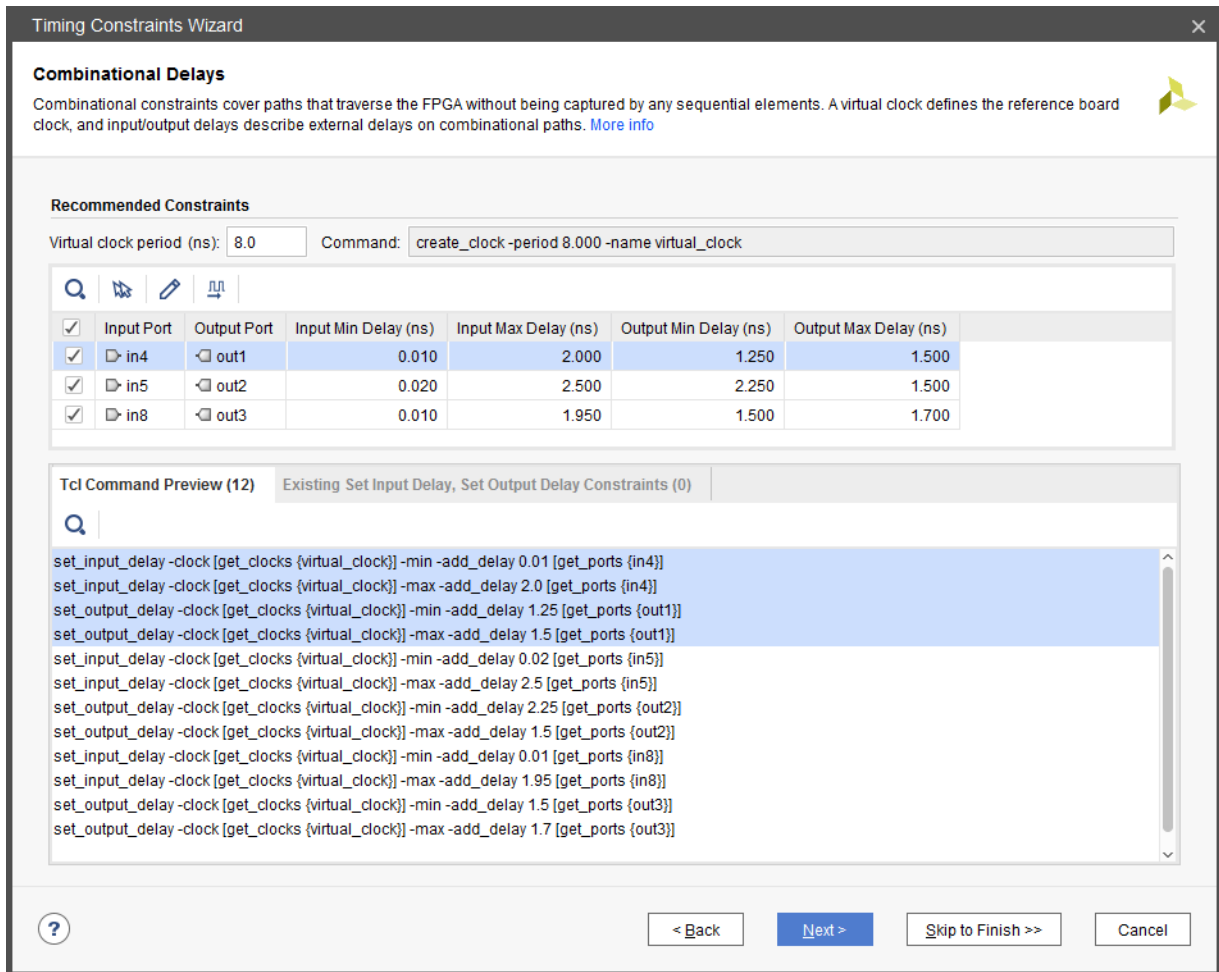 Timing Constraints Wizard
Combinational Delays
Combinational constraints cover paths that traverse the FPGA without being captured by any sequential elements. A virtual clock defines the reference board
clock, and input/output delays describe external delays on combinational paths. More info
Recommended Constraints
Virtual clock period (ns): 8.0 Command: create_clock -period 8.000 -name virtual_clock
Input Port Output Port Input Min Delay (ns) Input Max Delay (ns) Output Min Delay (ns) Output Max Delay (ns)
in4 out1 0.010 2.000 1.250 1.500
in5 out2 0.020 2.500 2.250 1.500
in8 out3 0.010 1.950 1.500 1.700
Tcl Command Preview (12) Existing Set Input Delay, Set Output Delay Constraints (0)
set_input_delay -clock [get_clocks {virtual_clock}] -min -add_delay 0.01 [get_ports {in4}]
set_input_delay -clock [get_clocks {virtual_clock}] -max -add_delay 2.0 [get_ports {in4}]
set_output_delay -clock [get_clocks {virtual_clock}] -min -add_delay 1.25 [get_ports {out1}]
set_output_delay -clock [get_clocks {virtual_clock}] -max -add_delay 1.5 [get_ports {out1}]
set_input_delay -clock [get_clocks {virtual_clock}] -min -add_delay 0.02 [get_ports {in5}]
set_input_delay -clock [get_clocks {virtual_clock}] -max -add_delay 2.5 [get_ports {in5}]
set_output_delay -clock [get_clocks {virtual_clock}] -min -add_delay 2.25 [get_ports {out2}]
set_output_delay -clock [get_clocks {virtual_clock}] -max -add_delay 1.5 [get_ports {out2}]
set_input_delay -clock [get_clocks {virtual_clock}] -min -add_delay 0.01 [get_ports {in8}]
set_input_delay -clock [get_clocks {virtual_clock}] -max -add_delay 1.95 [get_ports {in8}]
set_output_delay -clock [get_clocks {virtual_clock}] -min -add_delay 1.5 [get_ports {out3}]
set_output_delay -clock [get_clocks {virtual_clock}] -max -add_delay 1.7 [get_ports {out3}]
? < Back Next > Skip to Finish >> Cancel